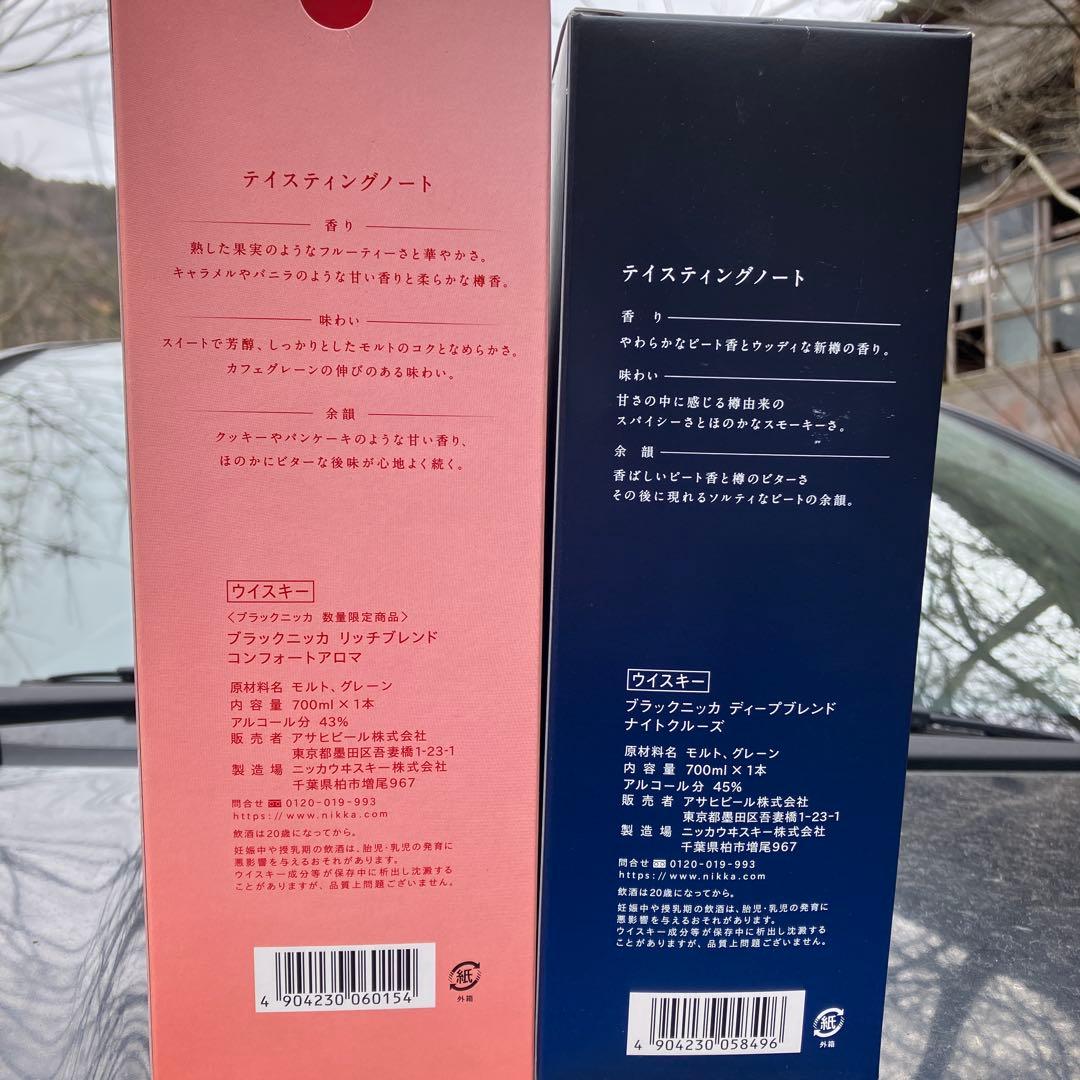 テイスティングノート
香り
熟した果実のようなフルーティーさと華やかさ。
キャラメルやバニラのような甘い香りと柔らかな樽香。
味わい
スイートで芳醇、しっかりとしたモルトのコクとなめらかさ。
カフェグレーンの伸びのある味わい。
余韻
クッキーやパンケーキのような甘い香り、
ほのかにビターな後味が心地よく続く。
ウイスキー
〈ブラックニッカ 数量限定商品〉
ブラックニッカ リッチブレンド
コンフォートアロマ
原材料名 モルト、グレーン
内容量 700ml×1本
アルコール分 43%
販売者 アサヒビール株式会社
東京都墨田区吾妻橋1-23-1
製造場 ニッカウヰスキー株式会社
千葉県柏市増尾967
問合せ 0120-019-993
https://www.nikka.com
飲酒は20歳になってから。
妊娠中や授乳期の飲酒は、胎児・乳児の発育に
悪影響を与えるおそれがあります。
ウイスキー成分等が保存中に析出し沈澱する
ことがありますが、品質上問題ございません。
4 904230 060154
紙
外箱
テイスティングノート
香り
やわらかなピート香とウッディな新樽の香り。
味わい
甘さの中に感じる樽由来の
スパイシーさとほのかなスモーキーさ。
余韻
香ばしいピート香と樽のビターさ
その後に現れるソルティなピートの余韻。
ウイスキー
ブラックニッカ ディープブレンド
ナイトクルーズ
原材料名 モルト、グレーン
内容量 700ml×1本
アルコール分 45%
販売者 アサヒビール株式会社
東京都墨田区吾妻橋1-23-1
製造場 ニッカウヰスキー株式会社
千葉県柏市増尾967
問合せ 0120-019-993
https://www.nikka.com
飲酒は20歳になってから。
妊娠中や授乳期の飲酒は、胎児・乳児の発育に
悪影響を与えるおそれがあります。
ウイスキー成分等が保存中に析出し沈澱する
ことがありますが、品質上問題ございません。
4 904230 058496
紙
外箱